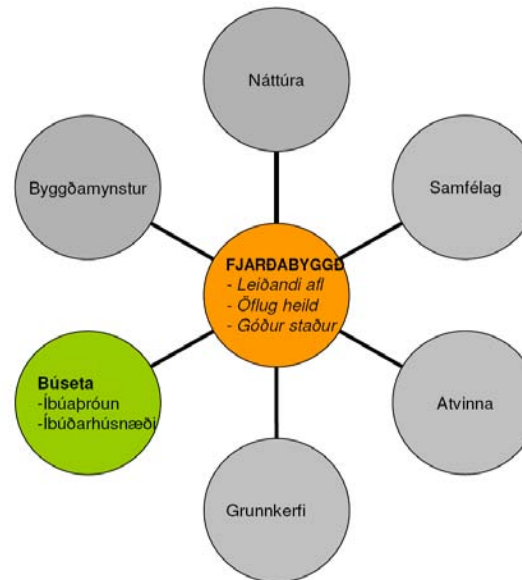 Náttúra
Byggðamynstur
Samfélag
FJARÐABYGGÐ
- Leiðandi afl
- Öflug heild
- Góður staður
Búseta
-Íbúaþróun
-Íbúðarhúsnæði
Atvinna
Grunnkerfi